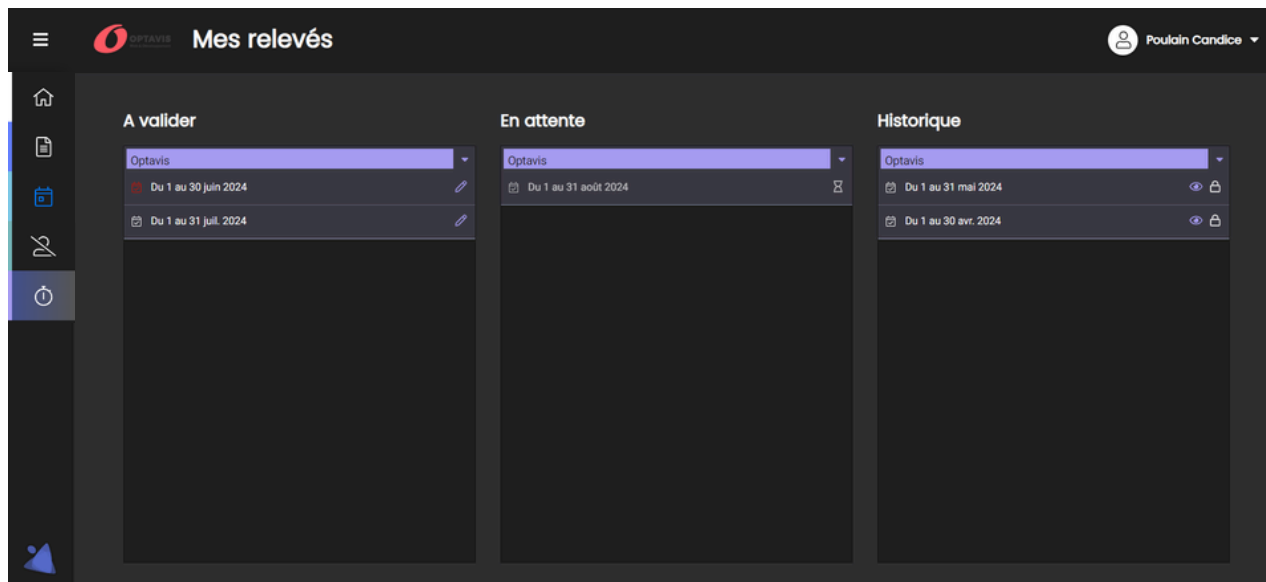 OPTAVIS
Mes relevés
Poulain Candice
A valider
Optavis
Du 1 au 30 juin 2024
Du 1 au 31 juil. 2024
En attente
Optavis
Du 1 au 31 août 2024
Historique
Optavis
Du 1 au 31 mai 2024
Du 1 au 30 avr. 2024